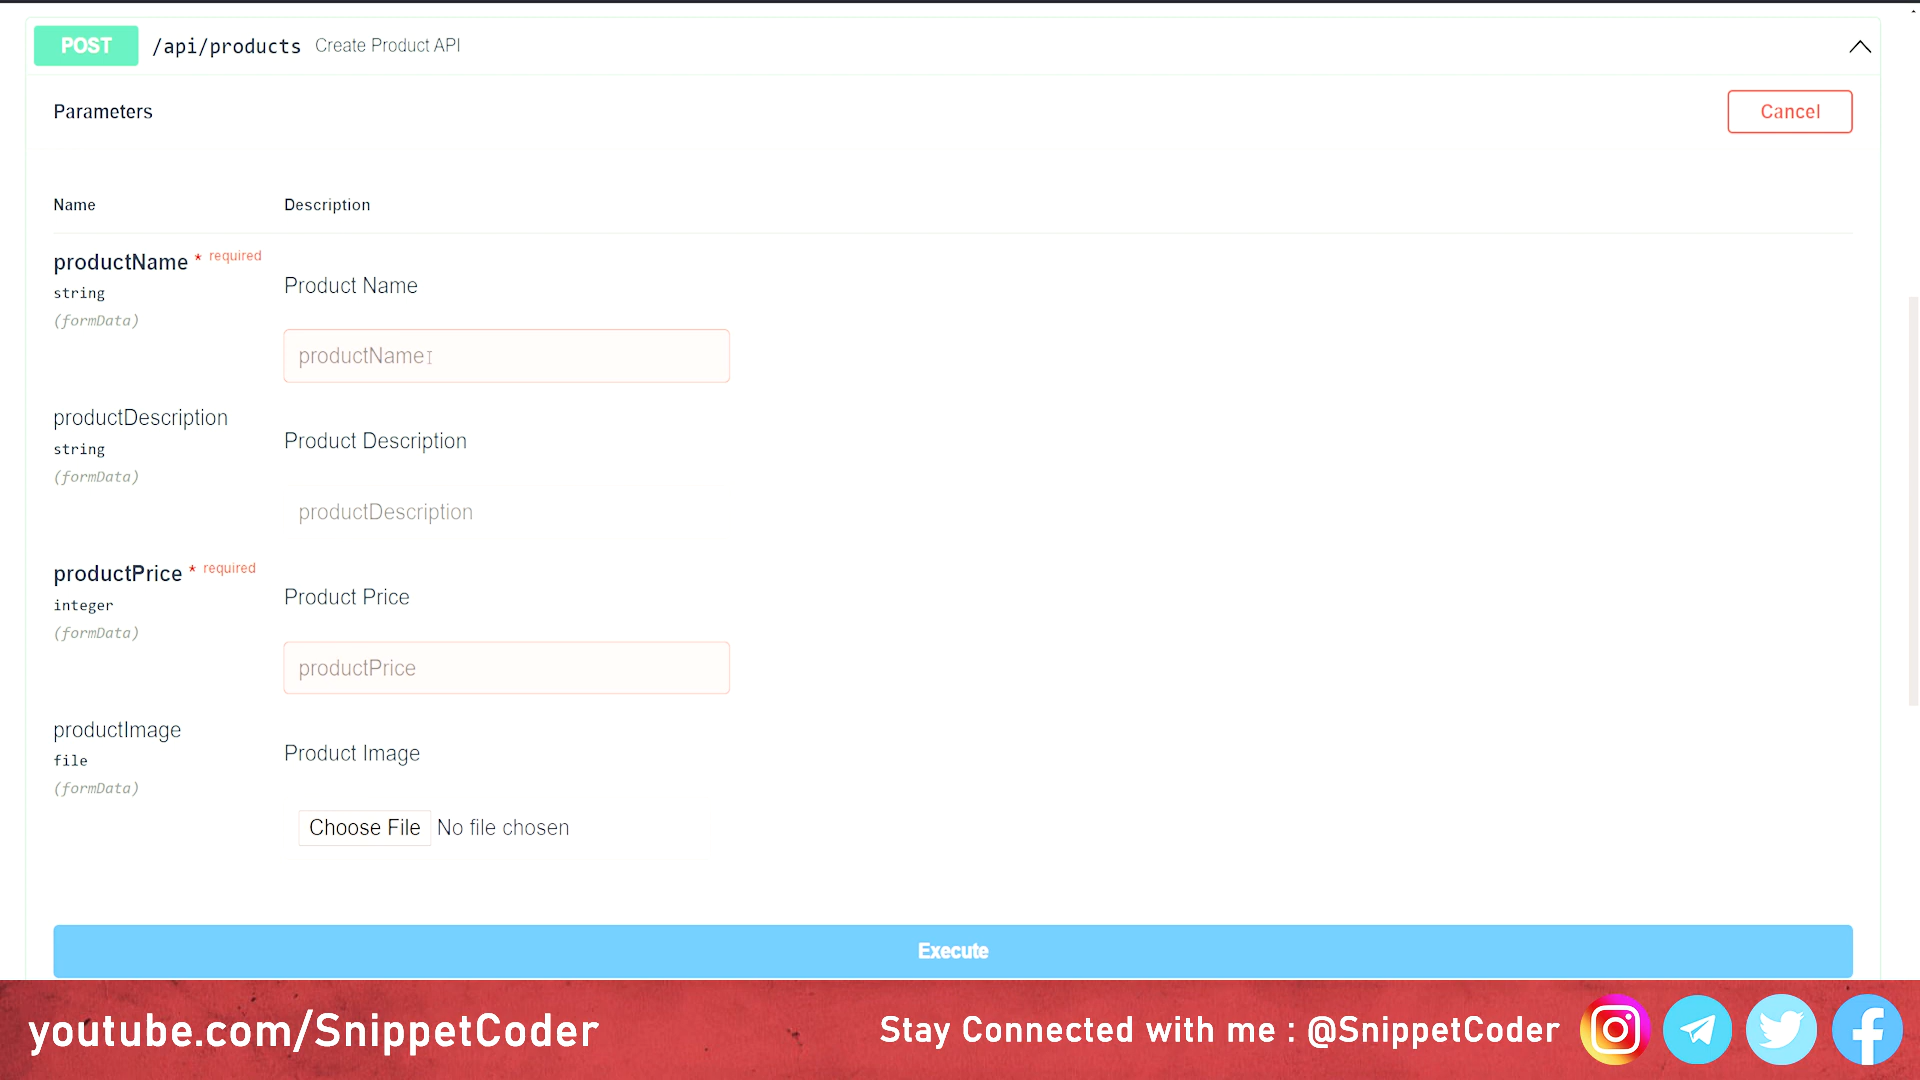 POST /api/products Create Product API
Parameters
Cancel
Name Description
productName * required
string
(formData)
Product Name
productName
productDescription
string
(formData)
Product Description
productDescription
productPrice * required
integer
(formData)
Product Price
productPrice
productImage
file
(formData)
Product Image
Choose File No file chosen
Execute
youtube.com/SnippetCoder
Stay Connected with me : @SnippetCoder